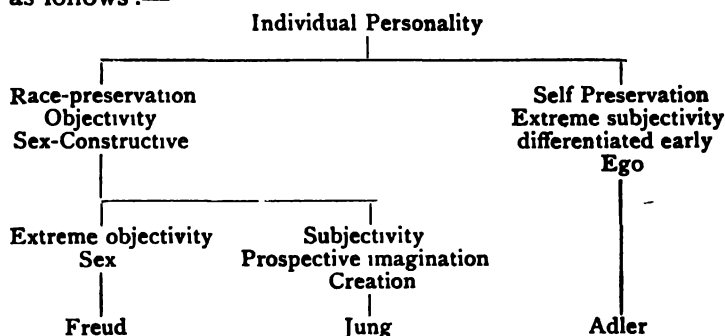 as follows :—
Individual Personality
Race-preservation
Objectivity
Sex-Constructive
Self Preservation
Extreme subjectivity
differentiated early
Ego
Extreme objectivity
Sex
Subjectivity
Prospective imagination
Creation
Freud
Jung
Adler